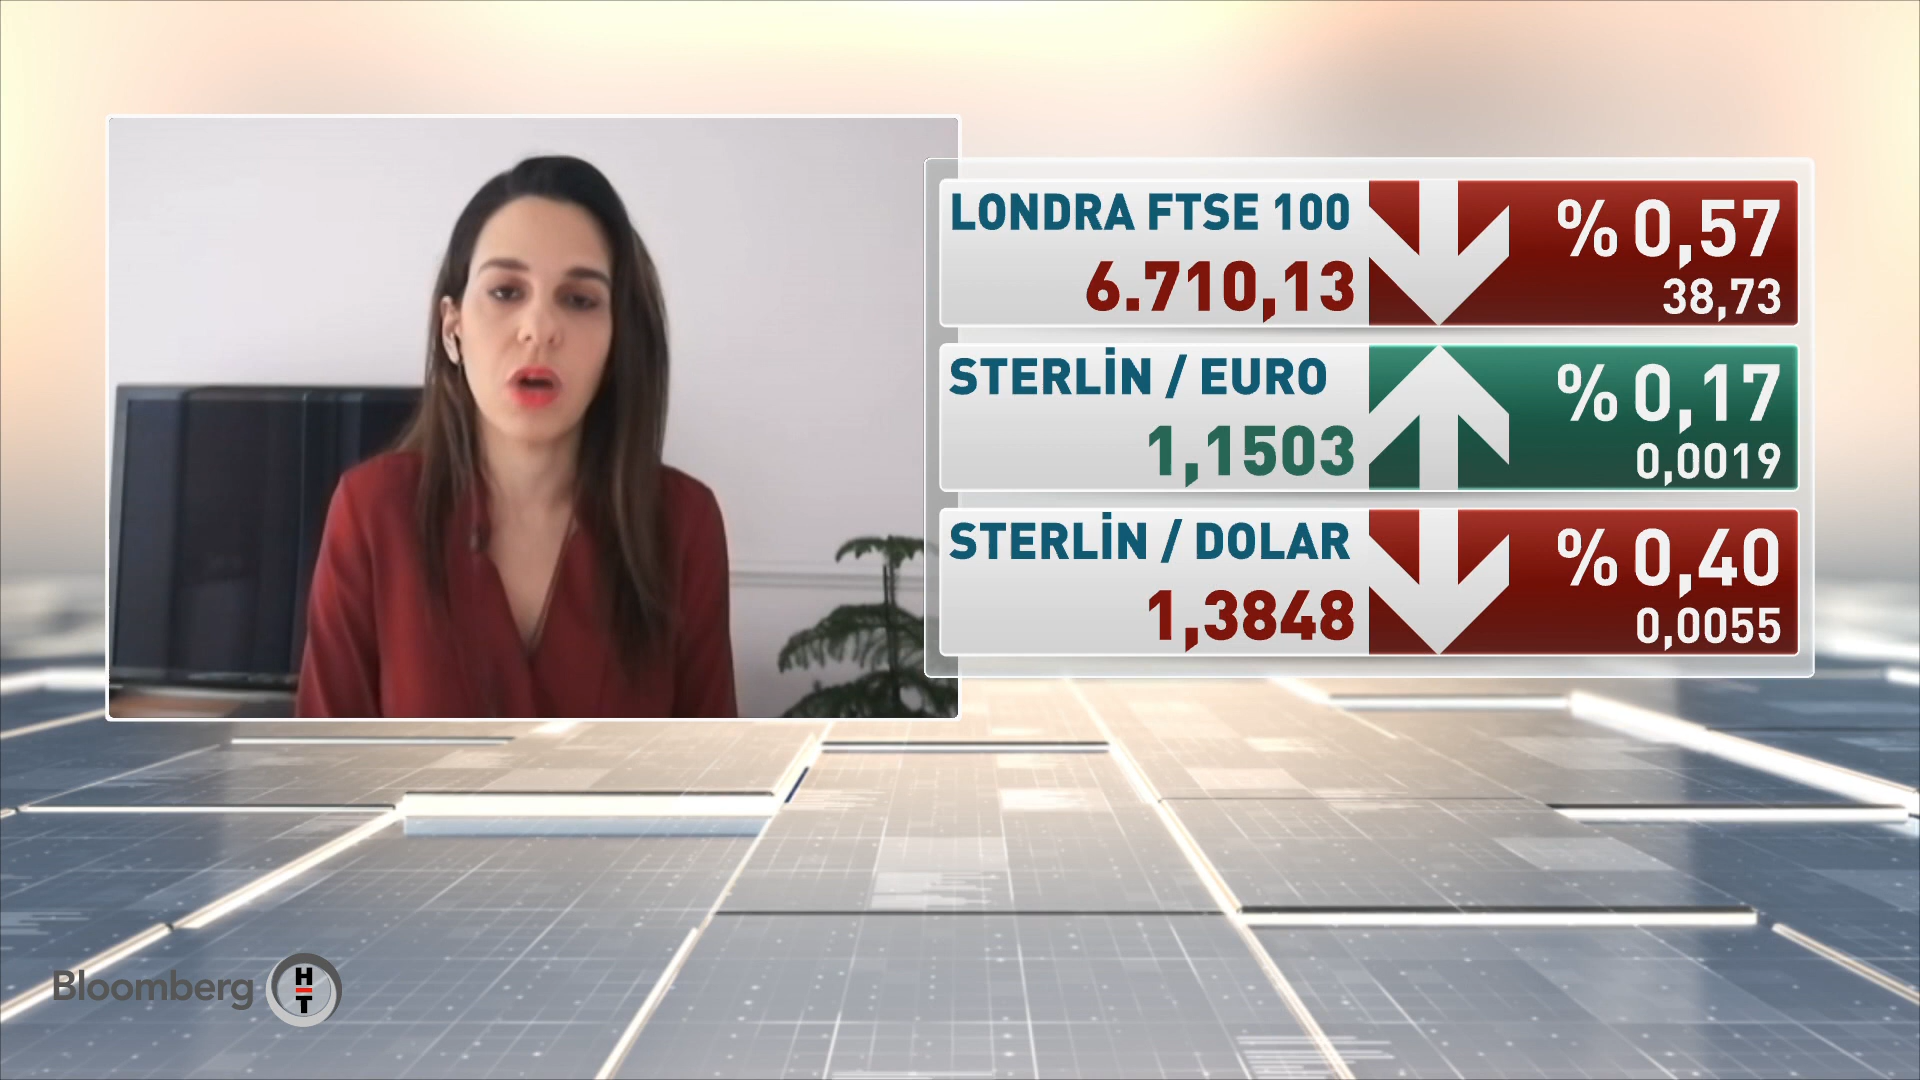 LONDRA FTSE 100
6.710,13
% 0,57
38,73
STERLİN / EURO
1,1503
% 0,17
0,0019
STERLİN / DOLAR
1,3848
% 0,40
0,0055
Bloomberg HT